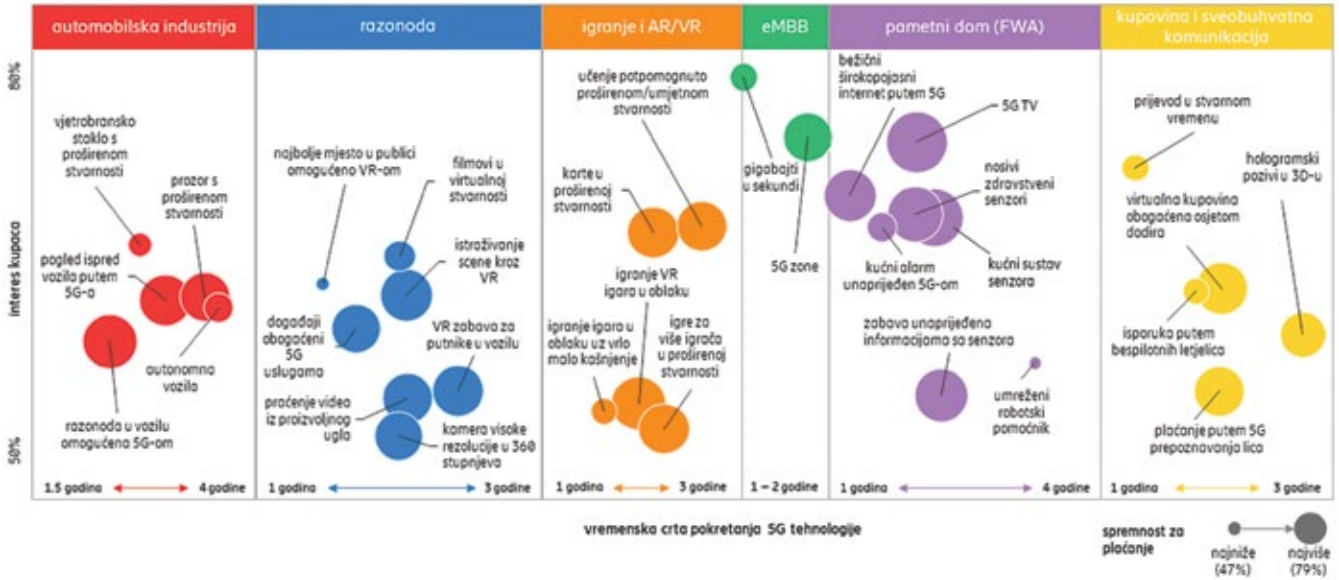 automobilska industrija
razonoda
igranje i AR/VR
eMBB
pametni dom (FWA)
kupovina i sveobuhvatna
komunikacija
interes kupaca
80%
50%
vjetrobransko
staklo s
proširenom
stvarnosti
prozor s
proširenom
stvarnosti
pogled ispred
vozila putem
5G-a
autonomna
vozila
razonoda u vozilu
omogućena 5G-om
1.5 godina
4 godine
najbolje mjesto u publici
omogućeno VR-om
filmovi u
virtualnoj
stvarnosti
istraživanje
scene kroz
VR
događaji
obogaćeni
5G
uslugama
VR zabava za
putnike u vozilu
praćenje videa
iz proizvoljnog
ugla
kamera visoke
rezolucije u 360
stupnjeva
1 godina
3 godine
učenje potpomognuto
proširenom/umjetnom
stvarnosti
karte u
proširenoj
stvarnosti
igranje VR
igara u oblaku
igranje igara u
oblaku uz vrlo
malo kašnjenje
igre za
više igrača
u proširenoj
stvarnosti
1 godina
3 godine
gigabajti
u sekundi
5G zone
1 – 2 godine
bežični
širokopojasni
internet putem 5G
5G TV
nosivi
zdravstveni
senzori
kućni alarm
unaprijeđen 5G-om
kućni sustav
senzora
zabava unaprijeđena
informacijama sa senzora
umreženi
robotski
pomoćnik
1 godina
4 godine
prijevod u stvarnom
vremenu
hologramski
pozivi u 3D-u
virtualna kupovina
obogaćena osjetom
dodira
isporuka putem
bespilotnih letjelica
plaćanje putem 5G
prepoznavanja lica
1 godina
3 godine
vremenska crta pokretanja 5G tehnologije
spremnost za
plaćanje
najniže
(47%)
najviše
(79%)